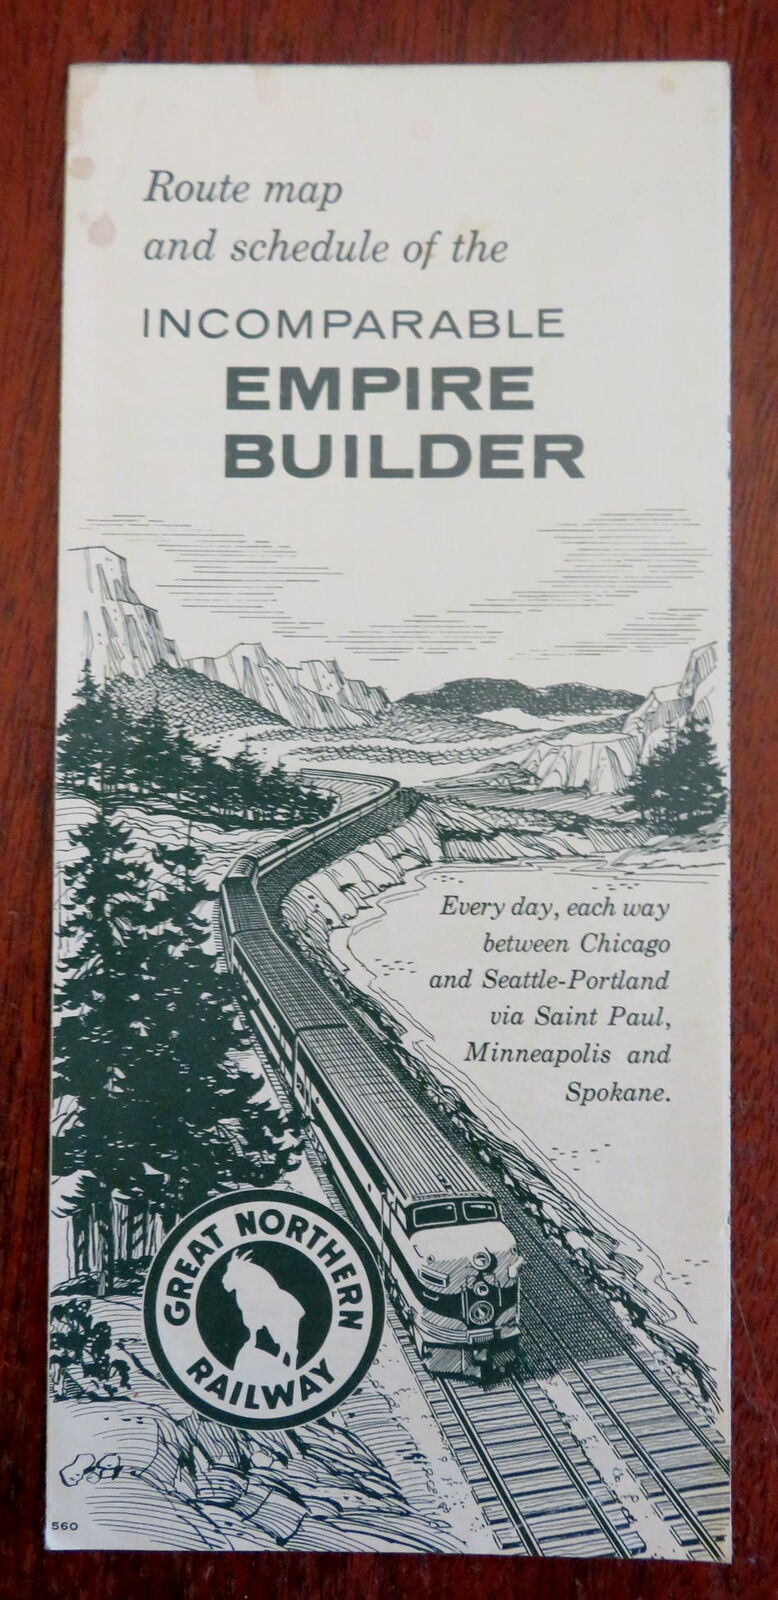 Route map
and schedule of the
INCOMPARABLE
EMPIRE
BUILDER
Every day, each way
between Chicago
and Seattle-Portland
via Saint Paul,
Minneapolis and
Spokane.
GREAT NORTHERN
RAILWAY
560